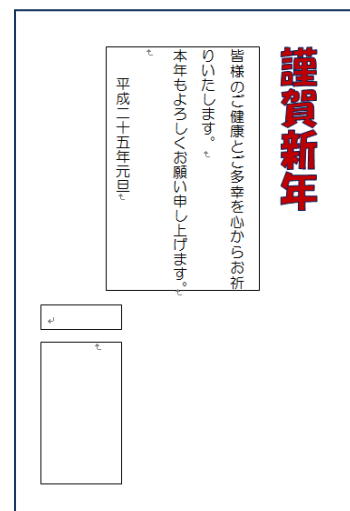 謹賀新年
皆様のご健康とご多幸を心からお祈
りいたします。
本年もよろしくお願い申し上げます。
平成二十五年元旦